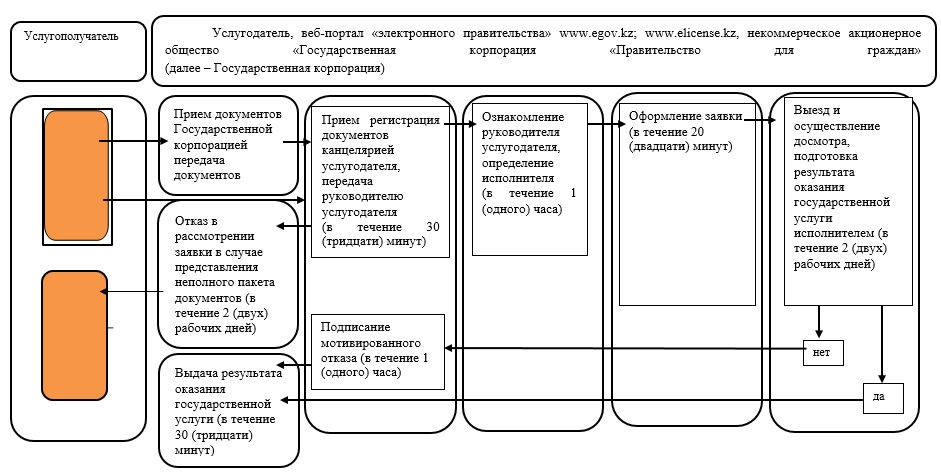 Услугополучатель
Услугодатель, веб-портал «электронного правительства» www.egov.kz; www.elicense.kz, некоммерческое акционерное
общество «Государственная корпорация «Правительство для граждан»
(далее – Государственная корпорация)
Прием документов
Государственной
корпорацией
передача
документов
Прием регистрация
документов
канцелярией
услугодателя,
передача
руководителю
услугодателя
(в течение 30
(тридцати) минут)
Ознакомление
руководителя
услугодателя,
определение
исполнителя
(в течение 1
(одного) часа)
Оформление заявки
(в течение 20
(двадцати) минут)
Выезд и
осуществление
досмотра,
подготовка
результата
оказания
государственной
услуги
исполнителем (в
течение 2 (двух)
рабочих дней)
Отказ в
рассмотрении
заявки в случае
представления
неполного пакета
документов (в
течение 2 (двух)
рабочих дней)
Подписание
мотивированного
отказа (в течение 1
(одного) часа)
нет
Выдача результата
оказания
государственной
услуги (в течение
30 (тридцати)
минут)
да